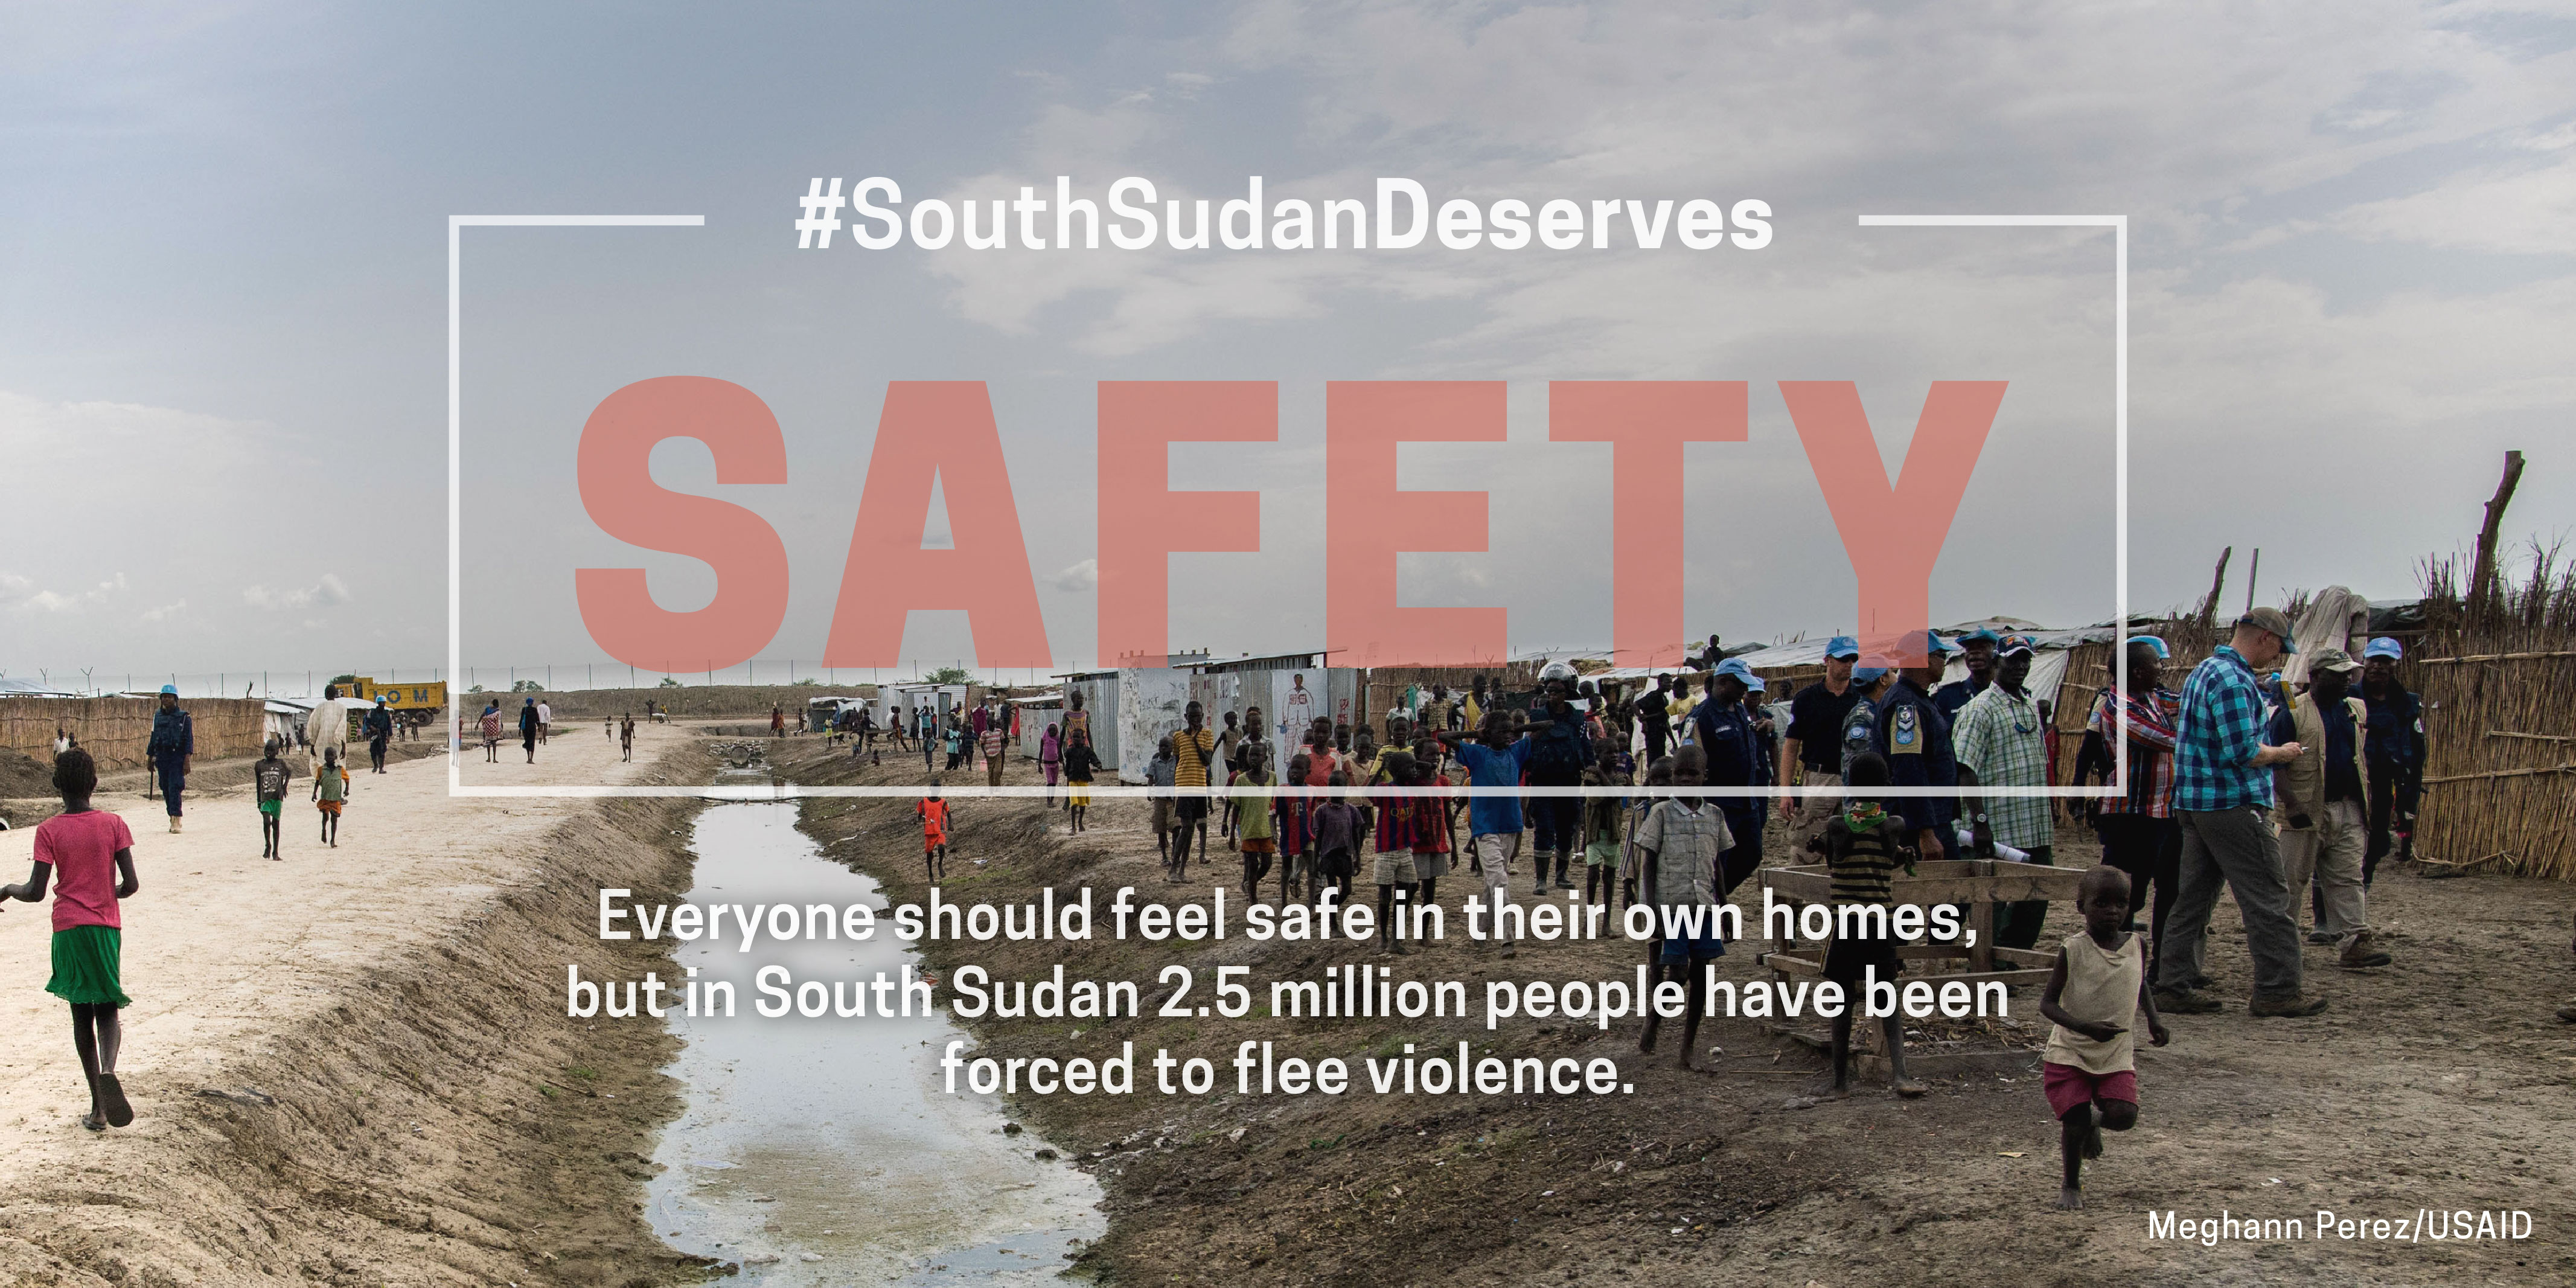 #SouthSudanDeserves
SAFETY
IOM
Everyone should feel safe in their own homes,
but in South Sudan 2.5 million people have been
forced to flee violence.
Meghann Perez/USAID